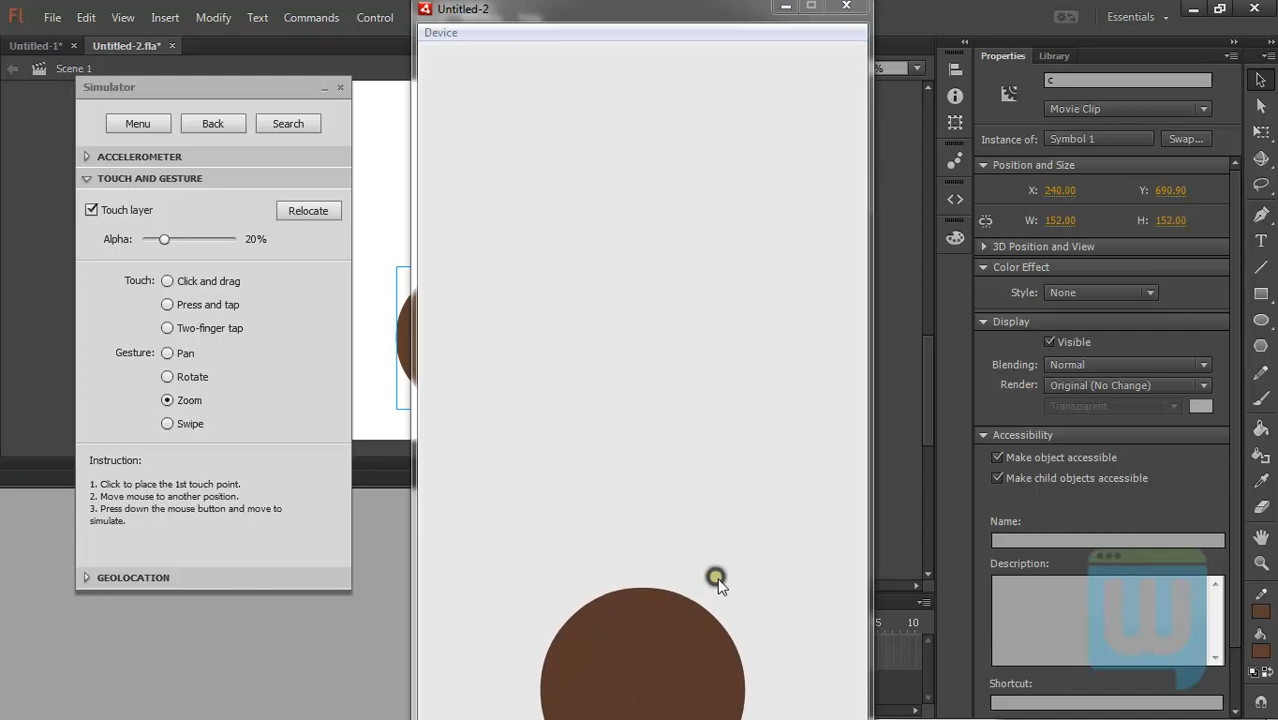 Fl File Edit View Insert Modify Text Commands Control
Untitled-1* × Untitled-2.fla* ×
Scene 1
Simulator
Menu Back Search
ACCELEROMETER
TOUCH AND GESTURE
Touch layer Relocate
Alpha: 20%
Touch: Click and drag
Press and tap
Two-finger tap
Gesture: Pan
Rotate
Zoom
Swipe
Instruction:
1. Click to place the 1st touch point.
2. Move mouse to another position.
3. Press down the mouse button and move to
simulate.
GEOLOCATION
Untitled-2
Device
%
5 10
Essentials
Properties Library
c
Movie Clip
Instance of: Symbol 1 Swap...
Position and Size
X: 240.00 Y: 690.90
W: 152.00 H: 152.00
3D Position and View
Color Effect
Style: None
Display
Visible
Blending: Normal
Render: Original (No Change)
Transparent
Accessibility
Make object accessible
Make child objects accessible
Name:
Description:
Shortcut:
w